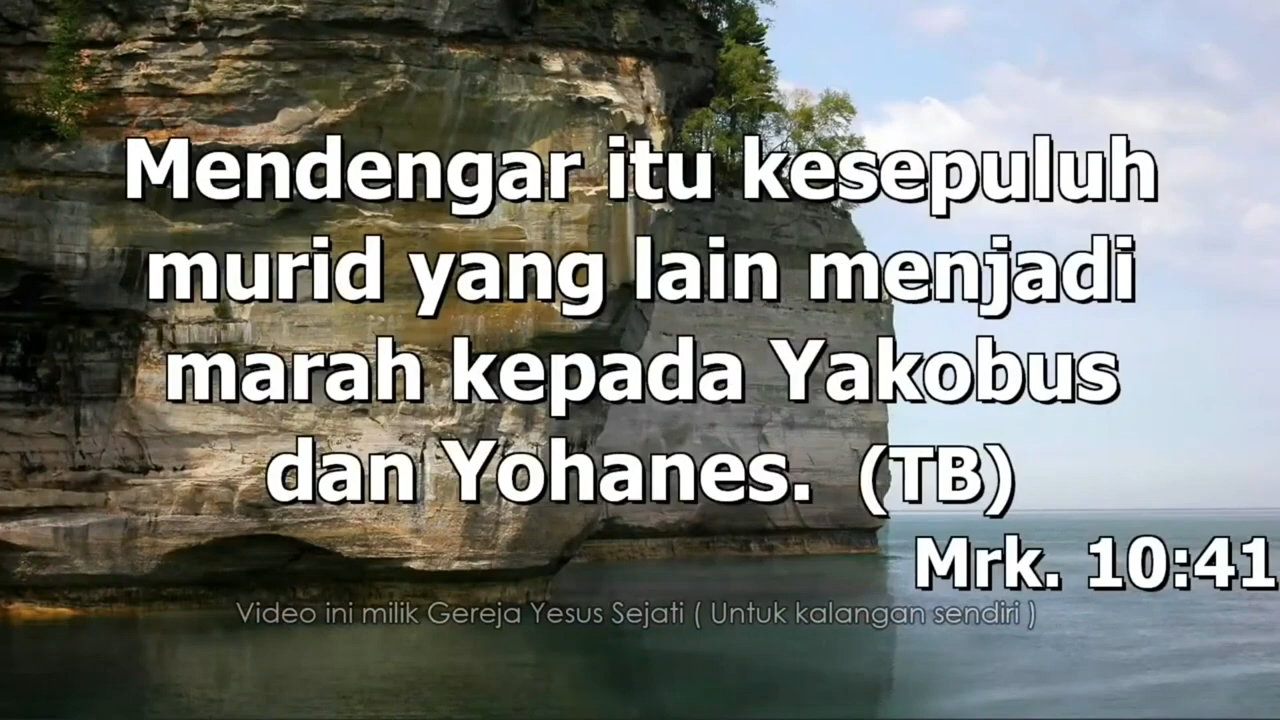 Mendengar itu kesepuluh
murid yang lain menjadi
marah kepada Yakobus
dan Yohanes. (TB)
Mrk. 10:41
Video ini milik Gereja Yesus Sejati ( Untuk kalangan sendiri )